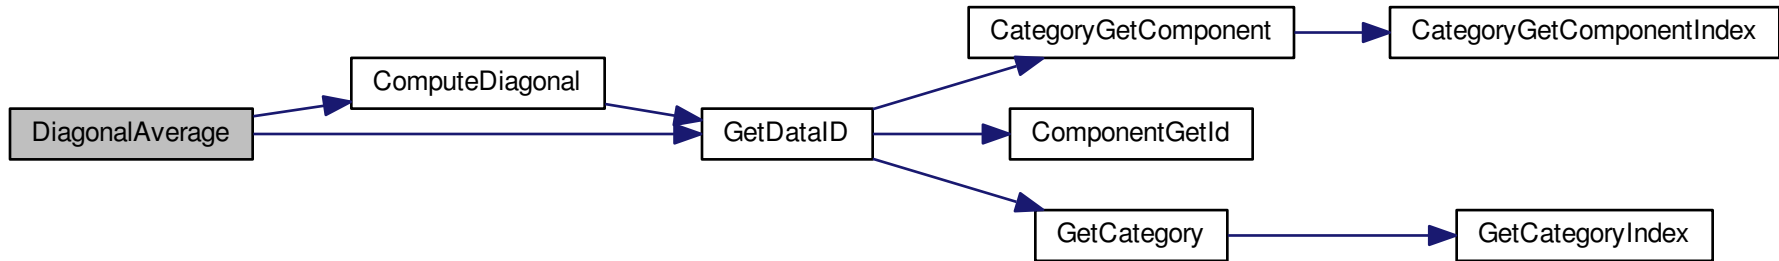 DiagonalAverage
ComputeDiagonal
GetDataID
CategoryGetComponent
CategoryGetComponentIndex
ComponentGetId
GetCategory
GetCategoryIndex